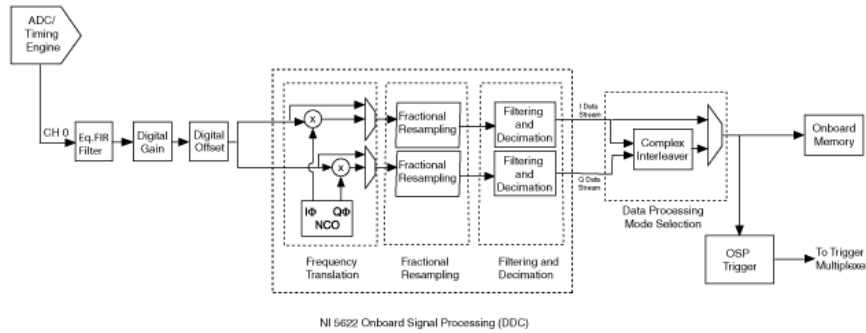 ADC/
Timing
Engine
CH 0
Eq.FIR
Filter
Digital
Gain
Digital
Offset
x
x
IΦ QΦ
NCO
Fractional
Resampling
Fractional
Resampling
Filtering
and
Decimation
Filtering
and
Decimation
I Data
Stream
Q Data
Stream
Complex
Interleaver
Onboard
Memory
Data Processing
Mode Selection
OSP
Trigger
To Trigger
Multiplexer
Frequency
Translation
Fractional
Resampling
Filtering and
Decimation
NI 5622 Onboard Signal Processing (DDC)